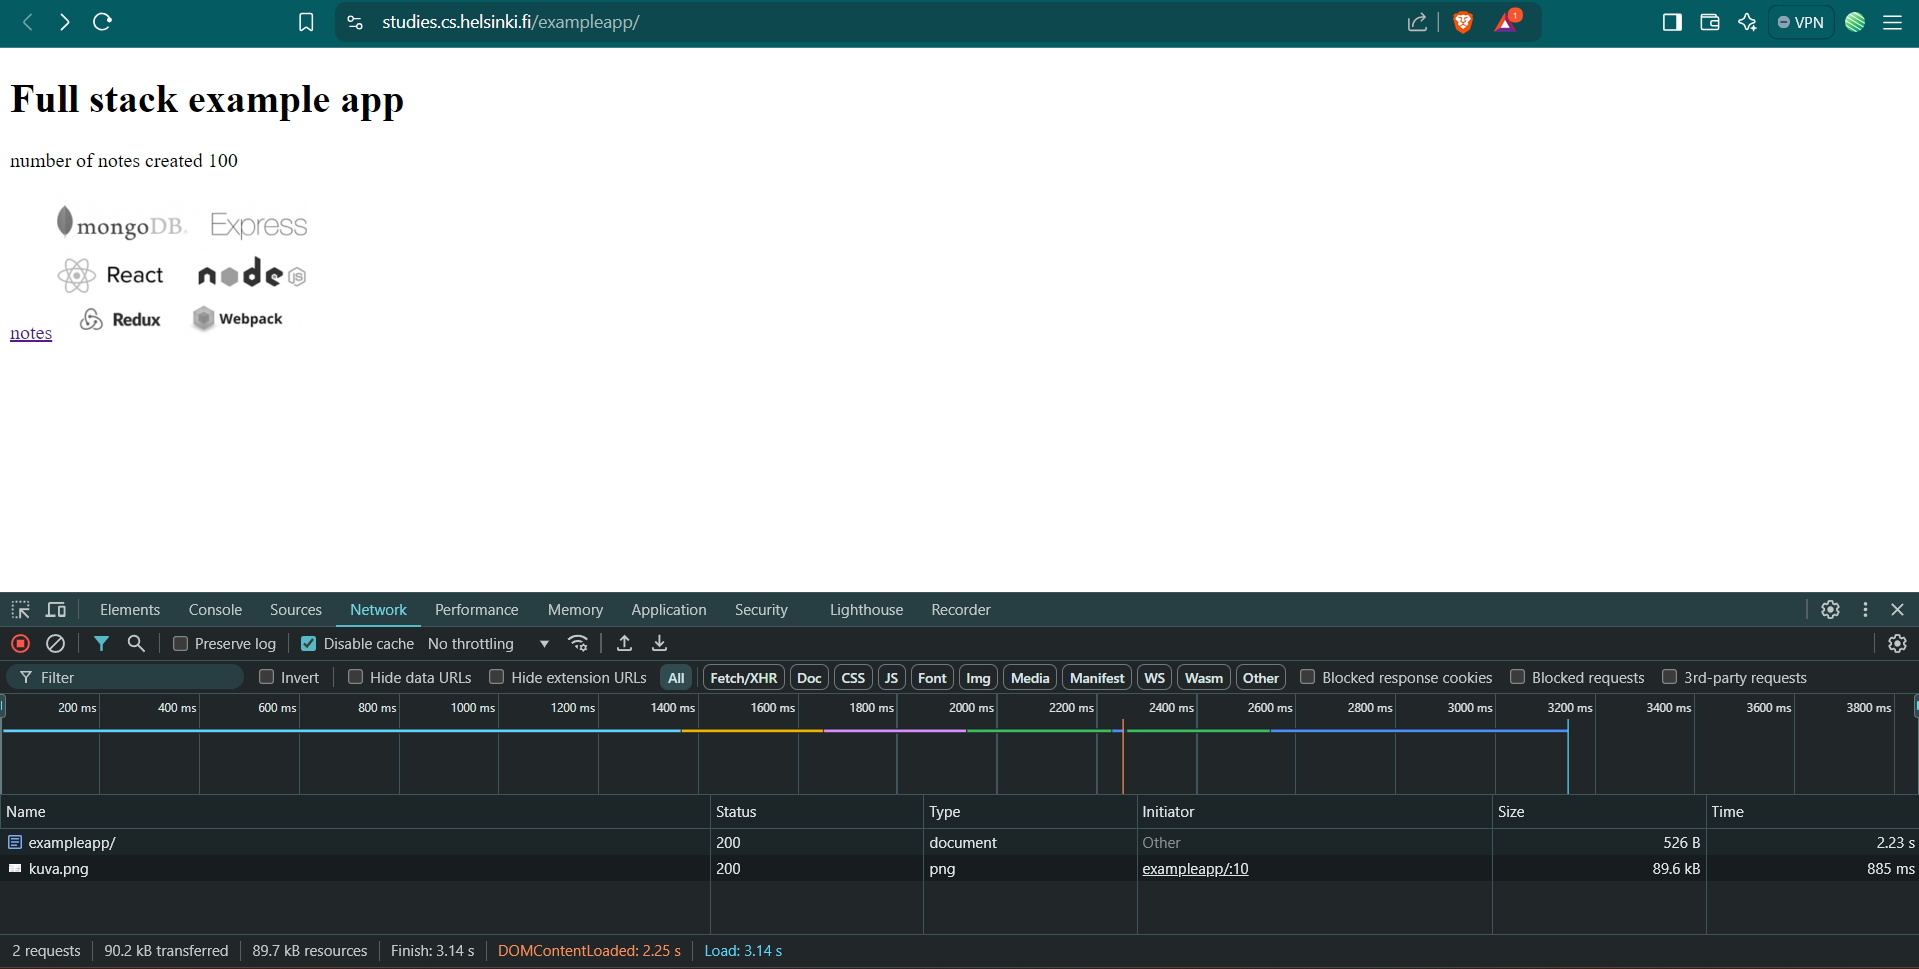 studies.cs.helsinki.fi/exampleapp/
1
VPN
Full stack example app
number of notes created 100
mongoDB. Express
React node JS
Redux Webpack
notes
Elements Console Sources Network Performance Memory Application Security Lighthouse Recorder
Preserve log Disable cache No throttling
Filter Invert Hide data URLs Hide extension URLs All Fetch/XHR Doc CSS JS Font Img Media Manifest WS Wasm Other Blocked response cookies Blocked requests 3rd-party requests
200 ms 400 ms 600 ms 800 ms 1000 ms 1200 ms 1400 ms 1600 ms 1800 ms 2000 ms 2200 ms 2400 ms 2600 ms 2800 ms 3000 ms 3200 ms 3400 ms 3600 ms 3800 ms
Name Status Type Initiator Size Time
exampleapp/ 200 document Other 526 B 2.23 s
kuva.png 200 png exampleapp/:10 89.6 kB 885 ms
2 requests 90.2 kB transferred 89.7 kB resources Finish: 3.14 s DOMContentLoaded: 2.25 s Load: 3.14 s